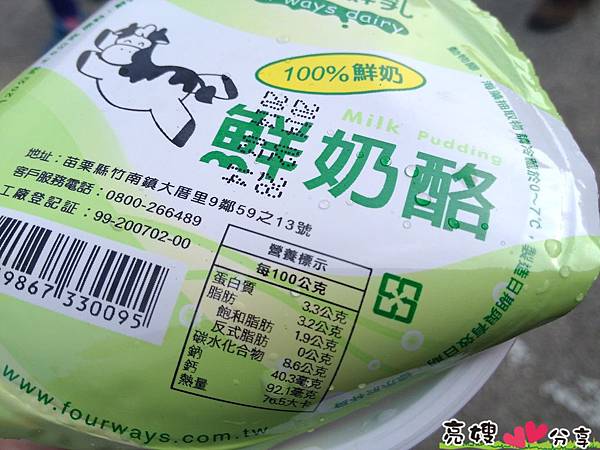 ways dairy
100%鮮奶
鮮奶酪
Milk Pudding
地址：苗栗縣竹南鎮大厝里9鄰59之13號
客戶服務電話：0800-266489
工廠登記証：99-200702-00
9867 330095
營養標示
每100公克
蛋白質 3.3公克
脂肪 3.2公克
飽和脂肪 1.9公克
反式脂肪 0公克
碳水化合物 8.6公克
鈉 40.3毫克
鈣 92.1毫克
熱量 76.5大卡
www.fourways.com.tw
亮嫂 分享